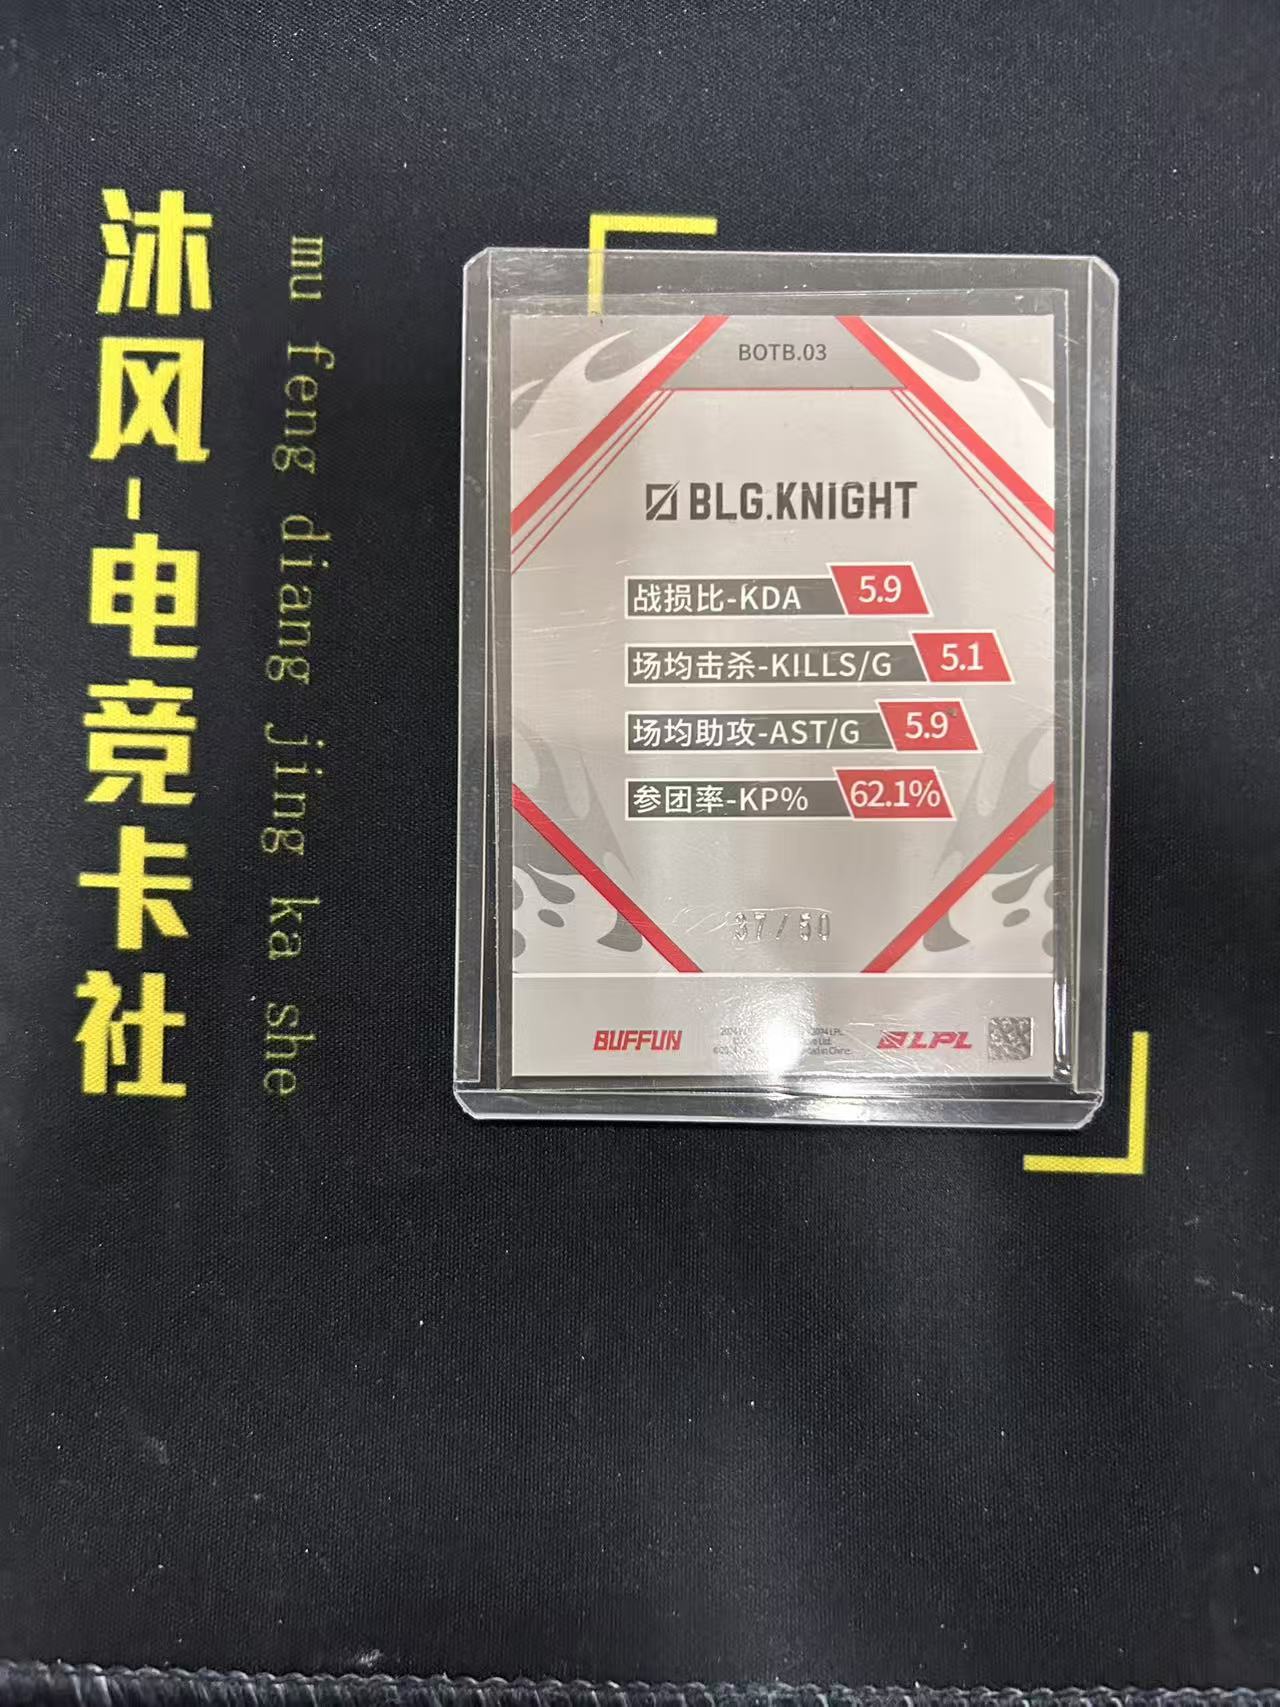 沐风-电竞卡社
mu feng diang jing ka she
BOTB.03
BLG.KNIGHT
战损比-KDA 5.9
场均击杀-KILLS/G 5.1
场均助攻-AST/G 5.9
参团率-KP% 62.1%
37/50
BUFFUN
LPL